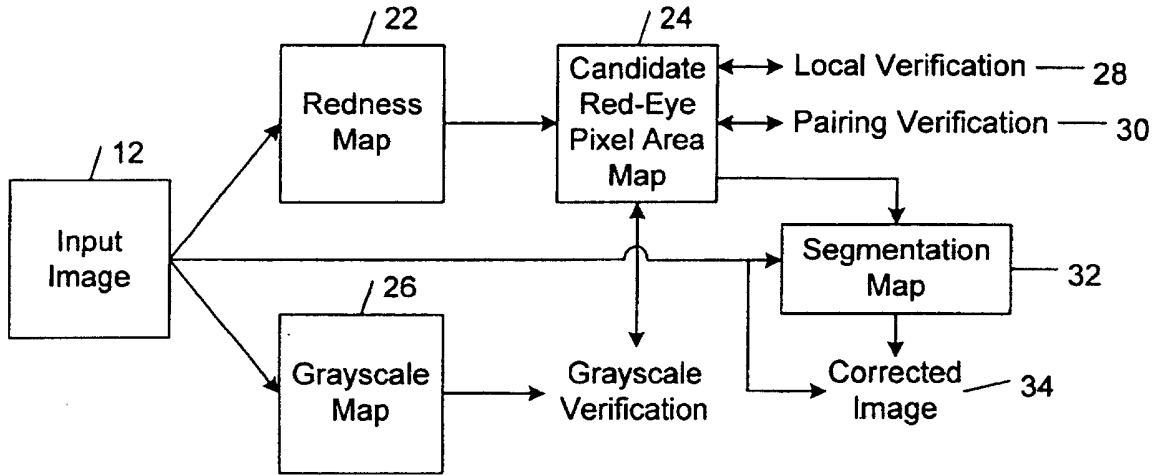 22
24
Redness
Map
Candidate
Red-Eye
Pixel Area
Map
Local Verification
28
Pairing Verification
30
12
Input
Image
Segmentation
Map
32
26
Grayscale
Map
Grayscale
Verification
Corrected
Image
34